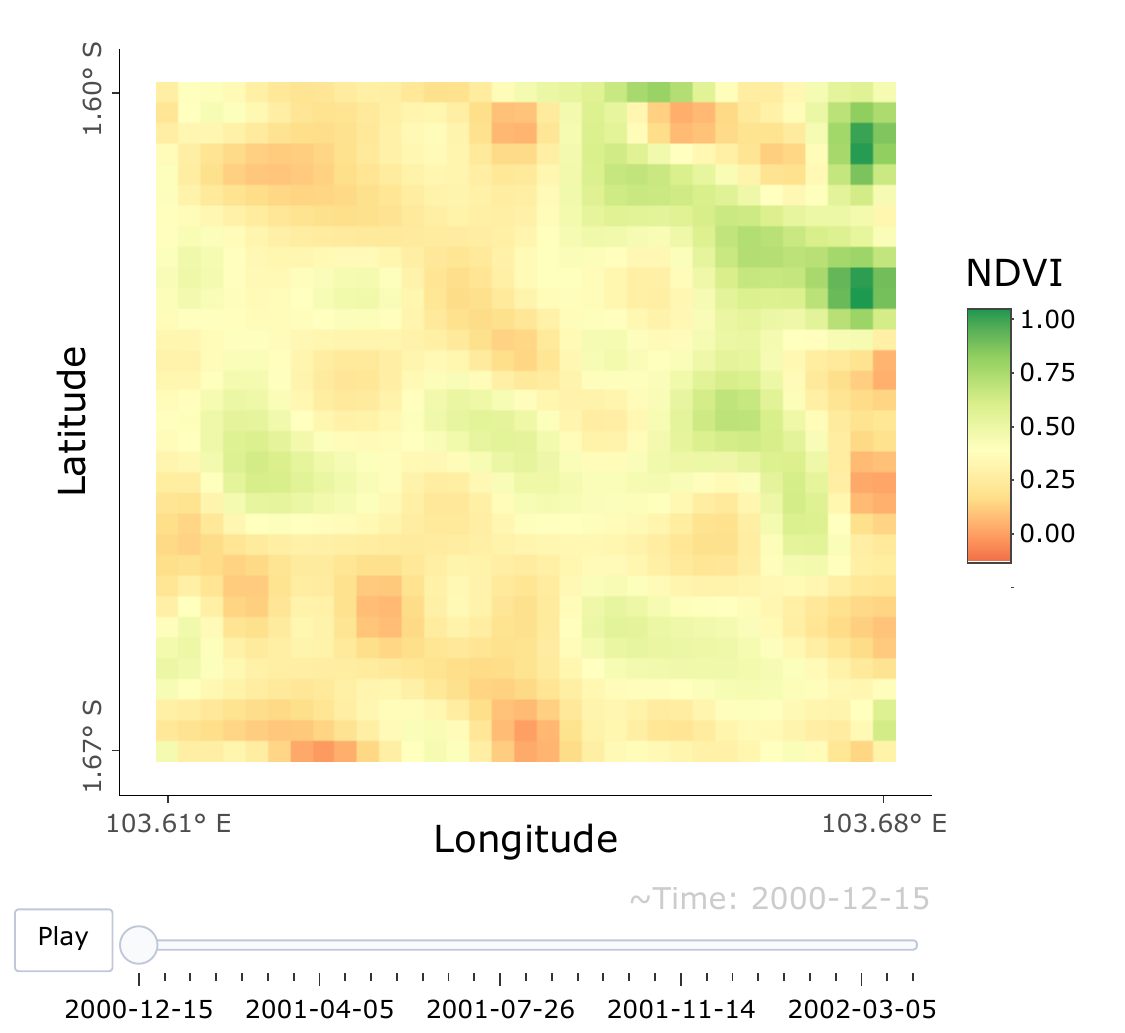 1.60° S
1.67° S
Latitude
103.61° E
103.68° E
Longitude
NDVI
1.00
0.75
0.50
0.25
0.00
~Time: 2000-12-15
Play
2000-12-15
2001-04-05
2001-07-26
2001-11-14
2002-03-05